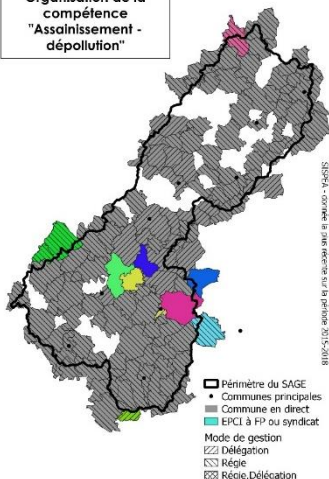 Organisation de la
compétence
"Assainissement -
dépollution"
SISPEA - donnée la plus récente sur la période 2015-2018
Périmètre du SAGE
Communes principales
Commune en direct
EPCI à FP ou syndicat
Mode de gestion
Délégation
Régie
Régie,Délégation